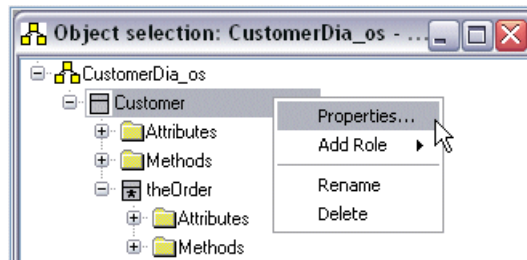 Object selection: CustomerDia_os - ...
CustomerDia_os
Customer
Properties...
Attributes
Add Role
Methods
theOrder
Rename
Attributes
Delete
Methods